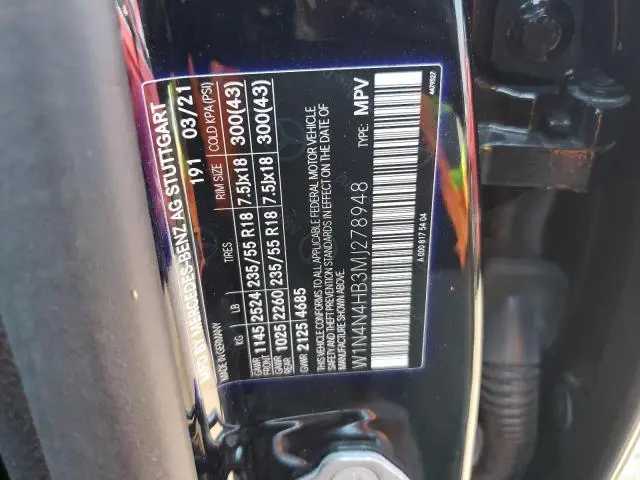 MFD. BY MERCEDES-BENZ AG STUTTGART
MADE IN GERMANY 191 03/21
KG LB TIRES RIM SIZE COLD KPA(PSI)
GAWR FRONT 1145 2524 235/55 R18 7.5Jx18 300(43)
GAWR REAR 1025 2260 235/55 R18 7.5Jx18 300(43)
GWR 2125 4685
THIS VEHICLE CONFORMS TO ALL APPLICABLE FEDERAL MOTOR VEHICLE
SAFETY AND THEFT PREVENTION STANDARDS IN EFFECT ON THE DATE OF
MANUFACTURE SHOWN ABOVE.
TYPE: MPV
W1N4N4HB3MJ278948
A 000 817 54 04